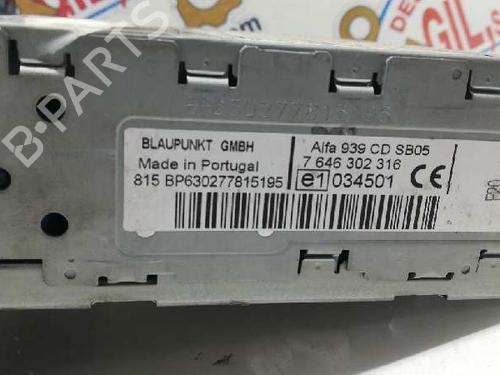 BLAUPUNKT GMBH
Made in Portugal
815 BP630277815195
Alfa 939 CD SB05
7 646 302 316
e1 034501 CE
B-PARTS